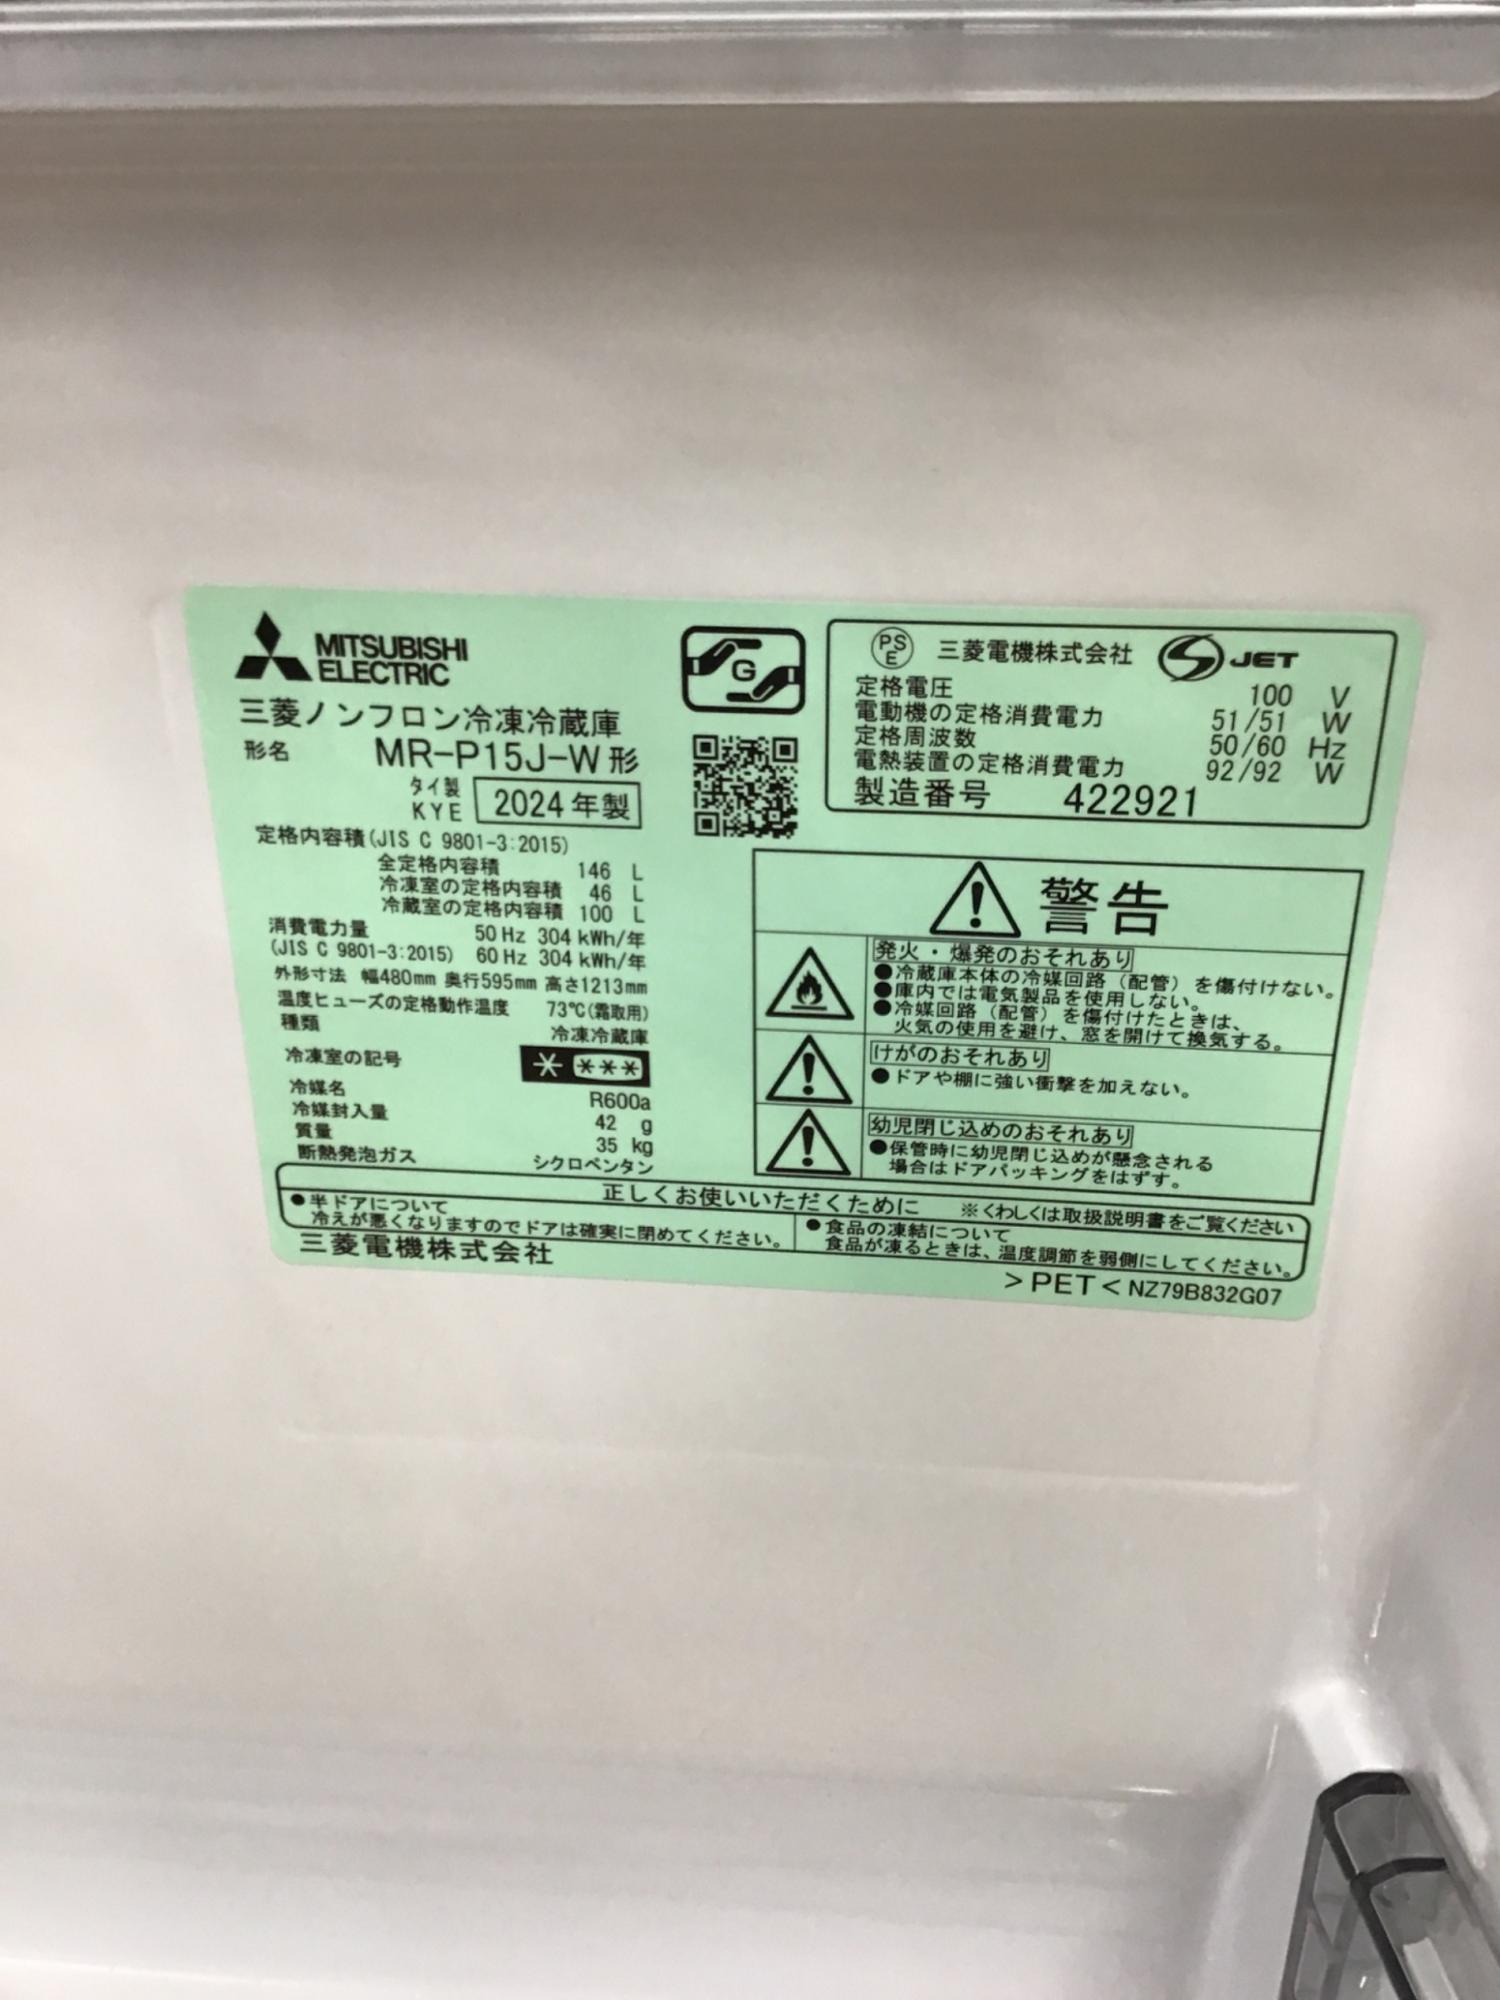 MITSUBISHI
ELECTRIC
三菱ノンフロン冷凍冷蔵庫
形名 MR-P15J-W 形
タイ製
KYE 2024年製
定格内容積(JIS C 9801-3:2015)
全定格内容積 146 L
冷凍室の定格内容積 46 L
冷蔵室の定格内容積 100 L
消費電力量 50Hz 304 kWh/年
(JIS C 9801-3:2015) 60Hz 304 kWh/年
外形寸法 幅480mm 奥行595mm 高さ1213mm
温度ヒューズの定格動作温度 73℃(霜取用)
種類 冷凍冷蔵庫
冷凍室の記号
冷媒名 R600a
冷媒封入量 42 g
質量 35 kg
断熱発泡ガス シクロペンタン
G
PS
E
三菱電機株式会社 JET
定格電圧 100 V
電動機の定格消費電力 51/51 W
定格周波数 50/60 Hz
電熱装置の定格消費電力 92/92 W
製造番号 422921
警告
発火・爆発のおそれあり
●冷蔵庫本体の冷媒回路(配管)を傷付けない。
●庫内では電気製品を使用しない。
●冷媒回路(配管)を傷付けたときは、
火気の使用を避け、窓を開けて換気する。
けがのおそれあり
●ドアや棚に強い衝撃を加えない。
幼児閉じ込めのおそれあり
●保管時に幼児閉じ込めが懸念される
場合はドアパッキングをはずす。
正しくお使いいただくために ※くわしくは取扱説明書をご覧ください
●半ドアについて
冷えが悪くなりますのでドアは確実に閉めてください。
●食品の凍結について
食品が凍るときは、温度調節を弱側にしてください。
三菱電機株式会社
>PET< NZ79B832G07